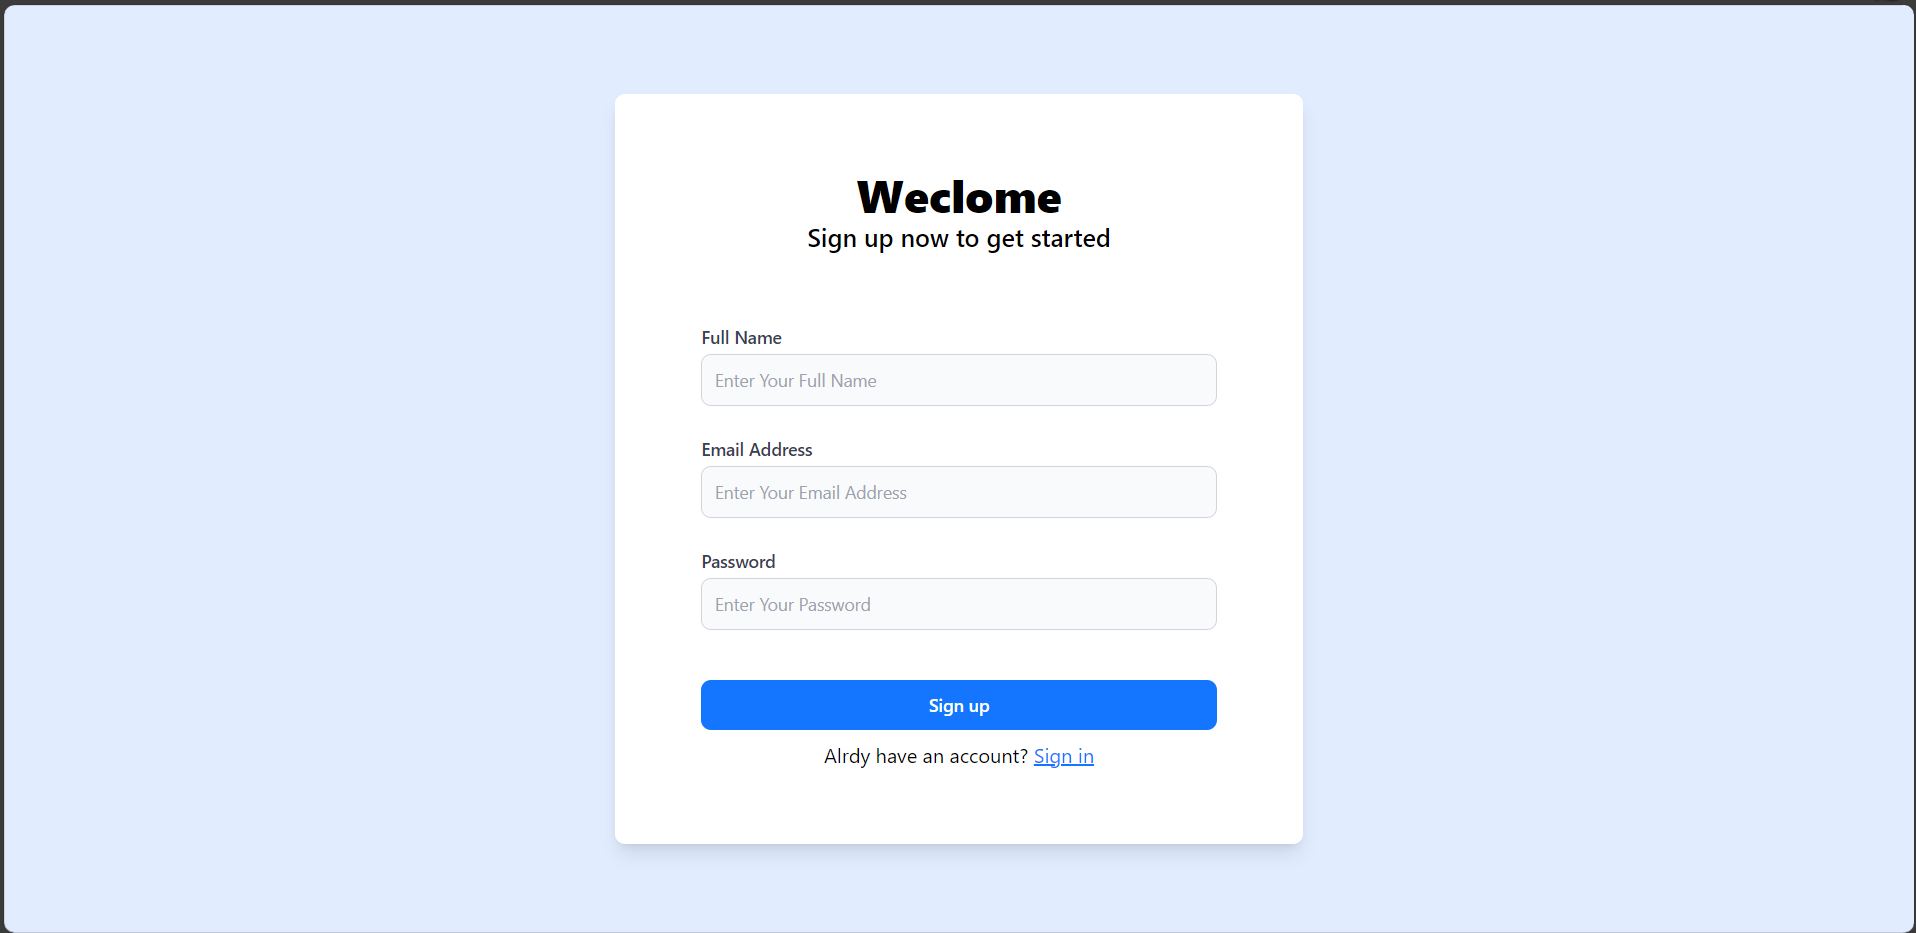 Weclome
Sign up now to get started
Full Name
Enter Your Full Name
Email Address
Enter Your Email Address
Password
Enter Your Password
Sign up
Alrdy have an account? Sign in